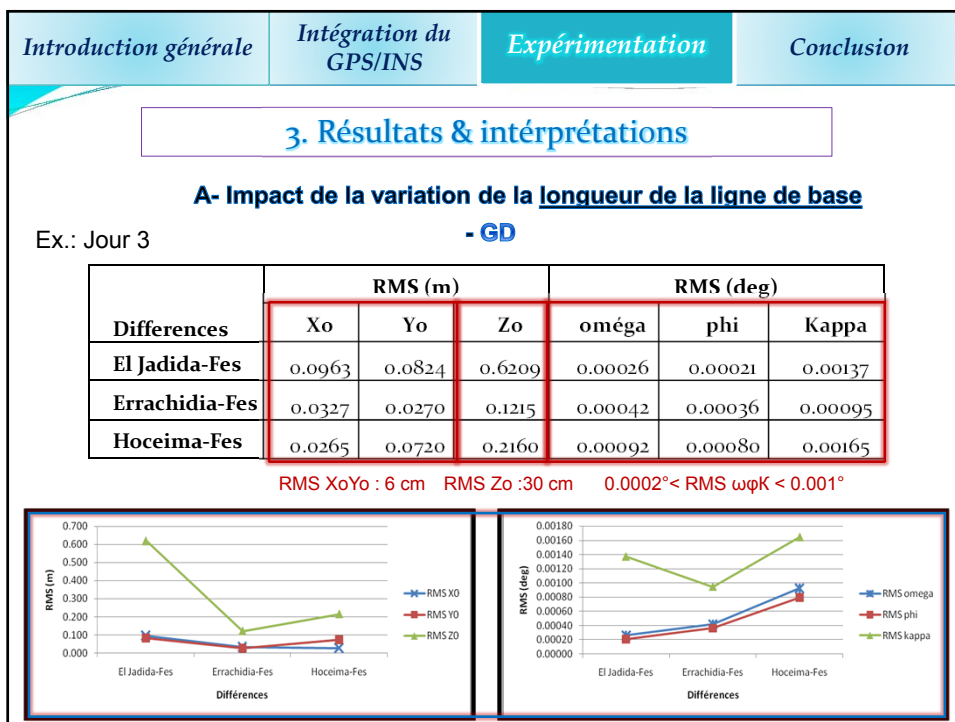 Introduction générale
Intégration du
GPS/INS
Expérimentation
Conclusion
3. Résultats & intérprétations
A- Impact de la variation de la longueur de la ligne de base
- GD
Ex.: Jour 3
RMS (m) RMS (deg)
Differences Xo Yo Zo oméga phi Kappa
El Jadida-Fes 0.0963 0.0824 0.6209 0.00026 0.00021 0.00137
Errachidia-Fes 0.0327 0.0270 0.1215 0.00042 0.00036 0.00095
Hoceima-Fes 0.0265 0.0720 0.2160 0.00092 0.00080 0.00165
RMS XoYo : 6 cm RMS Zo :30 cm 0.0002°< RMS ωφK < 0.001°
0.700
0.600
0.500
0.400
0.300
0.200
0.100
0.000
RMS (m)
El Jadida-Fes Errachidia-Fes Hoceima-Fes
Différences
RMS X0
RMS Y0
RMS Z0
0.00180
0.00160
0.00140
0.00120
0.00100
0.00080
0.00060
0.00040
0.00020
0.00000
RMS (deg)
El Jadida-Fes Errachidia-Fes Hoceima-Fes
Différences
RMS omega
RMS phi
RMS kappa